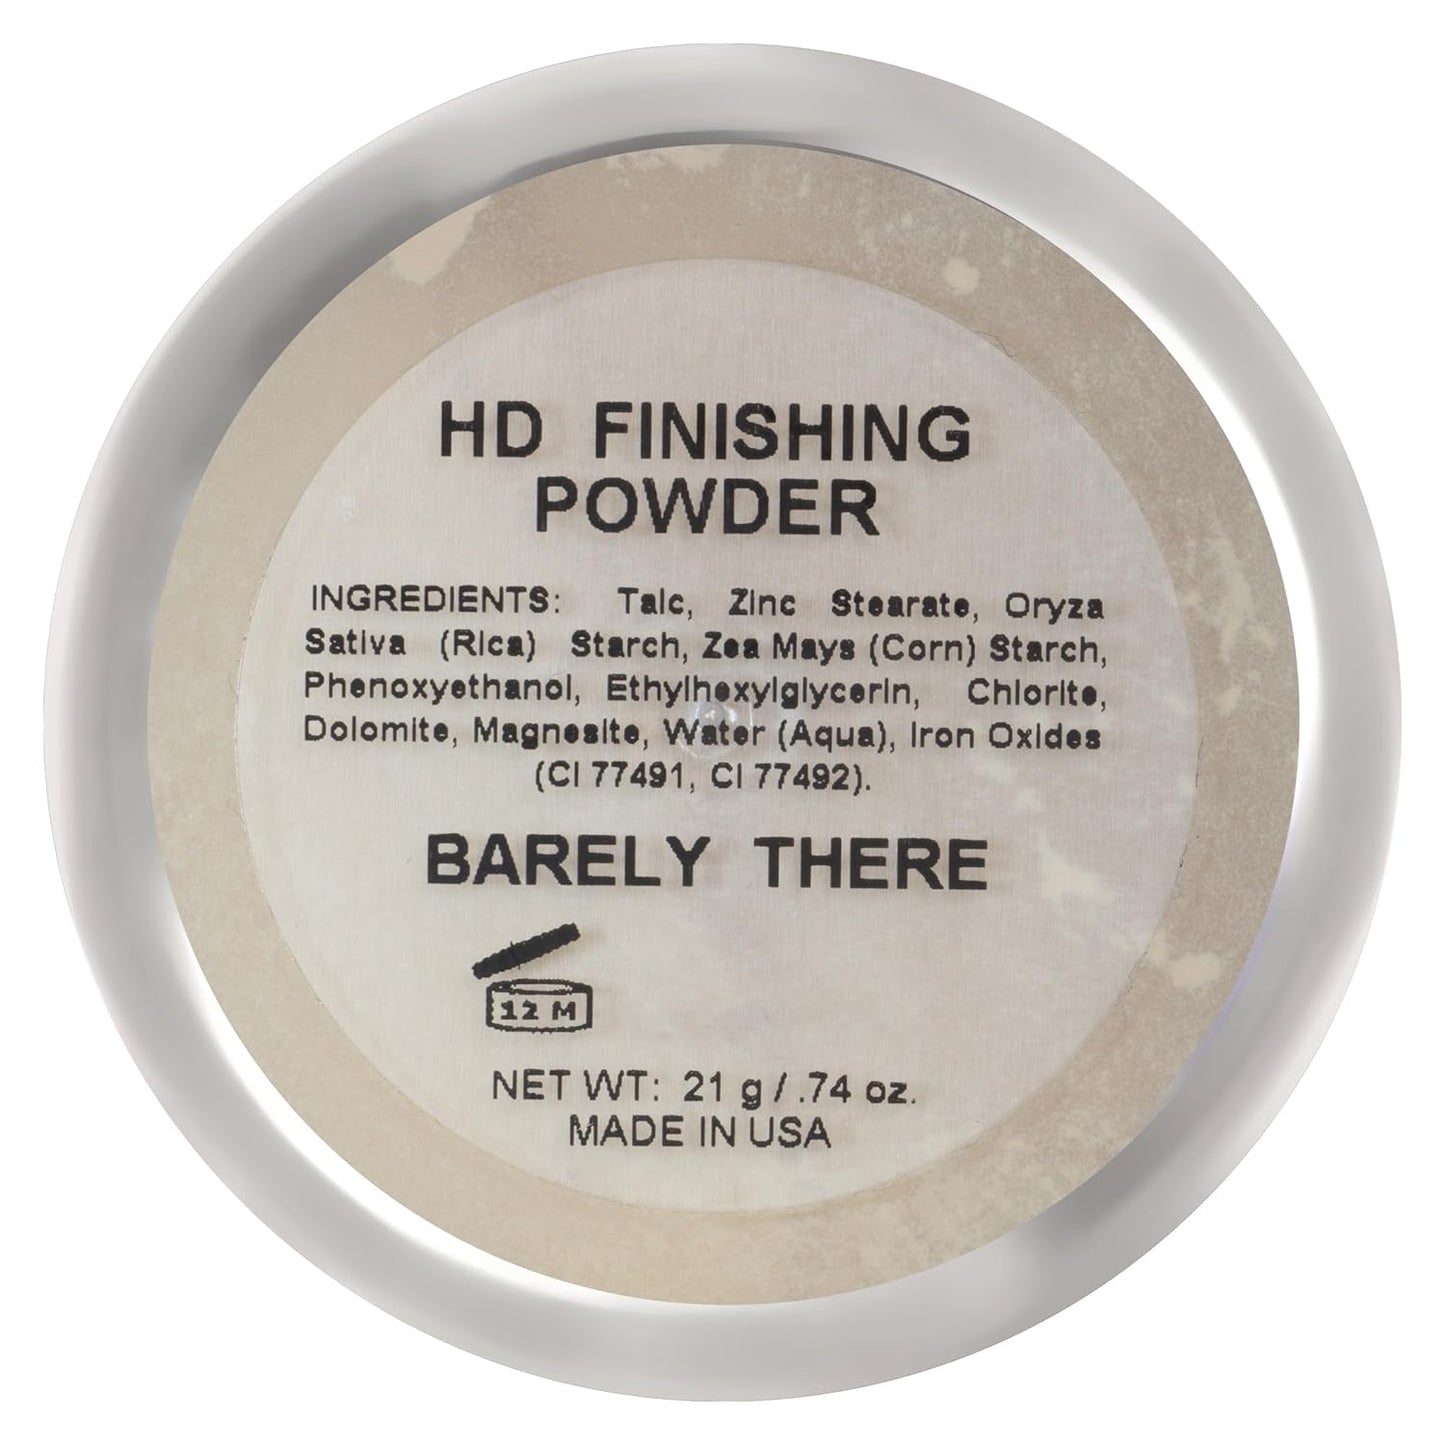 HD FINISHING
POWDER
INGREDIENTS: Talc, Zinc Stearate, Oryza
Sativa (Rica) Starch, Zea Mays (Corn) Starch,
Phenoxyethanol, Ethylhexylglycerin, Chlorite,
Dolomite, Magnesite, Water (Aqua), Iron Oxides
(CI 77491, CI 77492).
BARELY THERE
12 M
NET WT: 21 g / .74 oz.
MADE IN USA